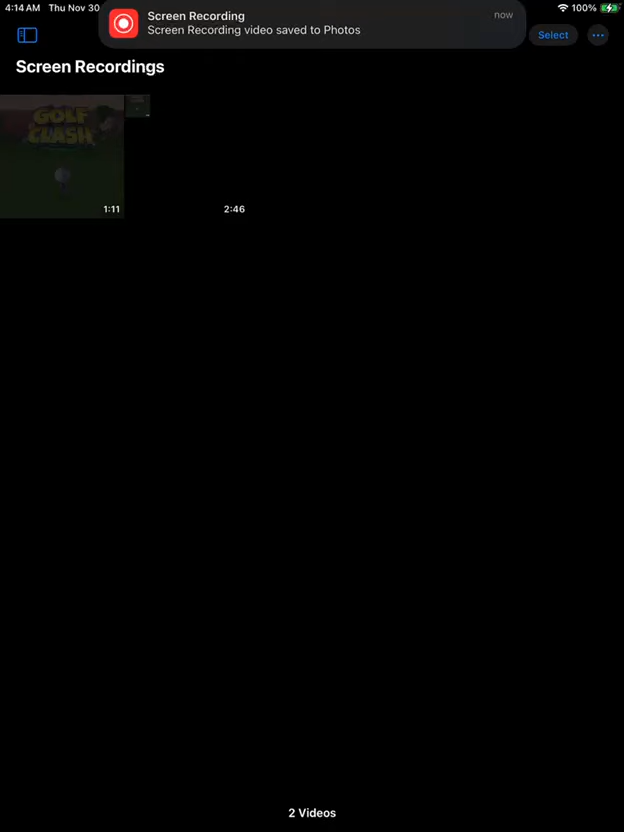 4:14 AM Thu Nov 30
Screen Recording
now
Screen Recording video saved to Photos
100%
Select
Screen Recordings
GOLF
CLASH
1:11
2:46
2 Videos